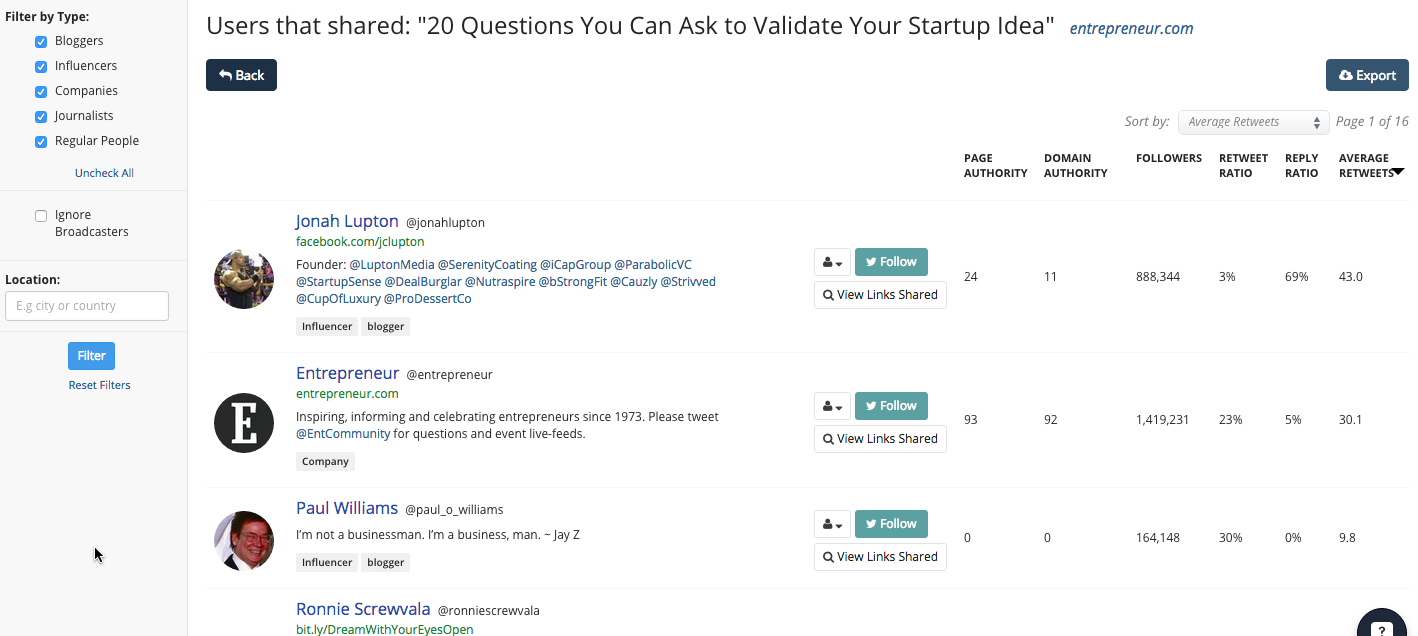 Filter by Type:
Bloggers
Influencers
Companies
Journalists
Regular People
Uncheck All
Ignore
Broadcasters
Location:
E.g city or country
Filter
Reset Filters
Users that shared: "20 Questions You Can Ask to Validate Your Startup Idea" entrepreneur.com
Back
Export
Sort by: Average Retweets Page 1 of 16
PAGE AUTHORITY
DOMAIN AUTHORITY
FOLLOWERS
RETWEET RATIO
REPLY RATIO
AVERAGE RETWEETS
Jonah Lupton @jonahlupton
facebook.com/jclupton
Founder: @LuptonMedia @SerenityCoating @iCapGroup @ParabolicVC
@StartupSense @DealBurglar @Nutraspire @bStrongFit @Cauzly @Strivved
@CupOfLuxury @ProDessertCo
Influencer blogger
Follow
View Links Shared
24 11 888,344 3% 69% 43.0
Entrepreneur @entrepreneur
entrepreneur.com
Inspiring, informing and celebrating entrepreneurs since 1973. Please tweet
@EntCommunity for questions and event live-feeds.
Company
E
Follow
View Links Shared
93 92 1,419,231 23% 5% 30.1
Paul Williams @paul_o_williams
I'm not a businessman. I'm a business, man. ~ Jay Z
Influencer blogger
Follow
View Links Shared
0 0 164,148 30% 0% 9.8
Ronnie Screwvala @ronniescrewvala
bit.ly/DreamWithYourEyesOpen
?